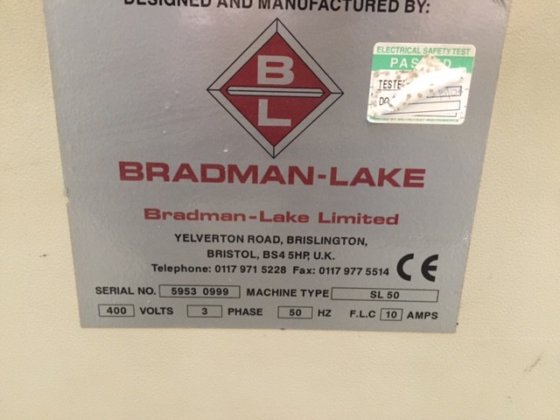 DESIGNED AND MANUFACTURED BY:
B
L
BRADMAN-LAKE
Bradman-Lake Limited
YELVERTON ROAD, BRISLINGTON,
BRISTOL, BS4 5HP, U.K.
Telephone: 0117 971 5228 Fax: 0117 977 5514
CE
SERIAL NO. 5953 0999 MACHINE TYPE SL 50
400 VOLTS 3 PHASE 50 HZ F.L.C 10 AMPS
ELECTRICAL SAFETY TEST